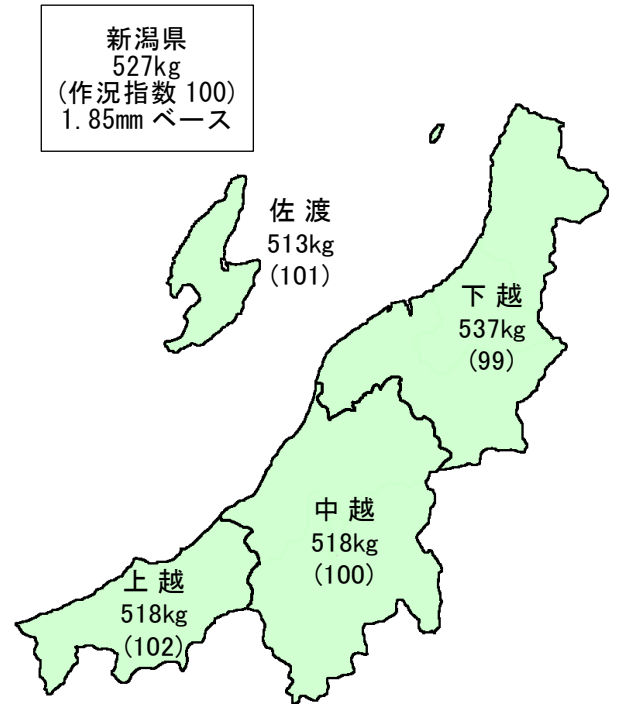 新潟県
527kg
(作況指数 100)
1.85mm ベース
佐 渡
513kg
(101)
下 越
537kg
(99)
中 越
518kg
(100)
上 越
518kg
(102)